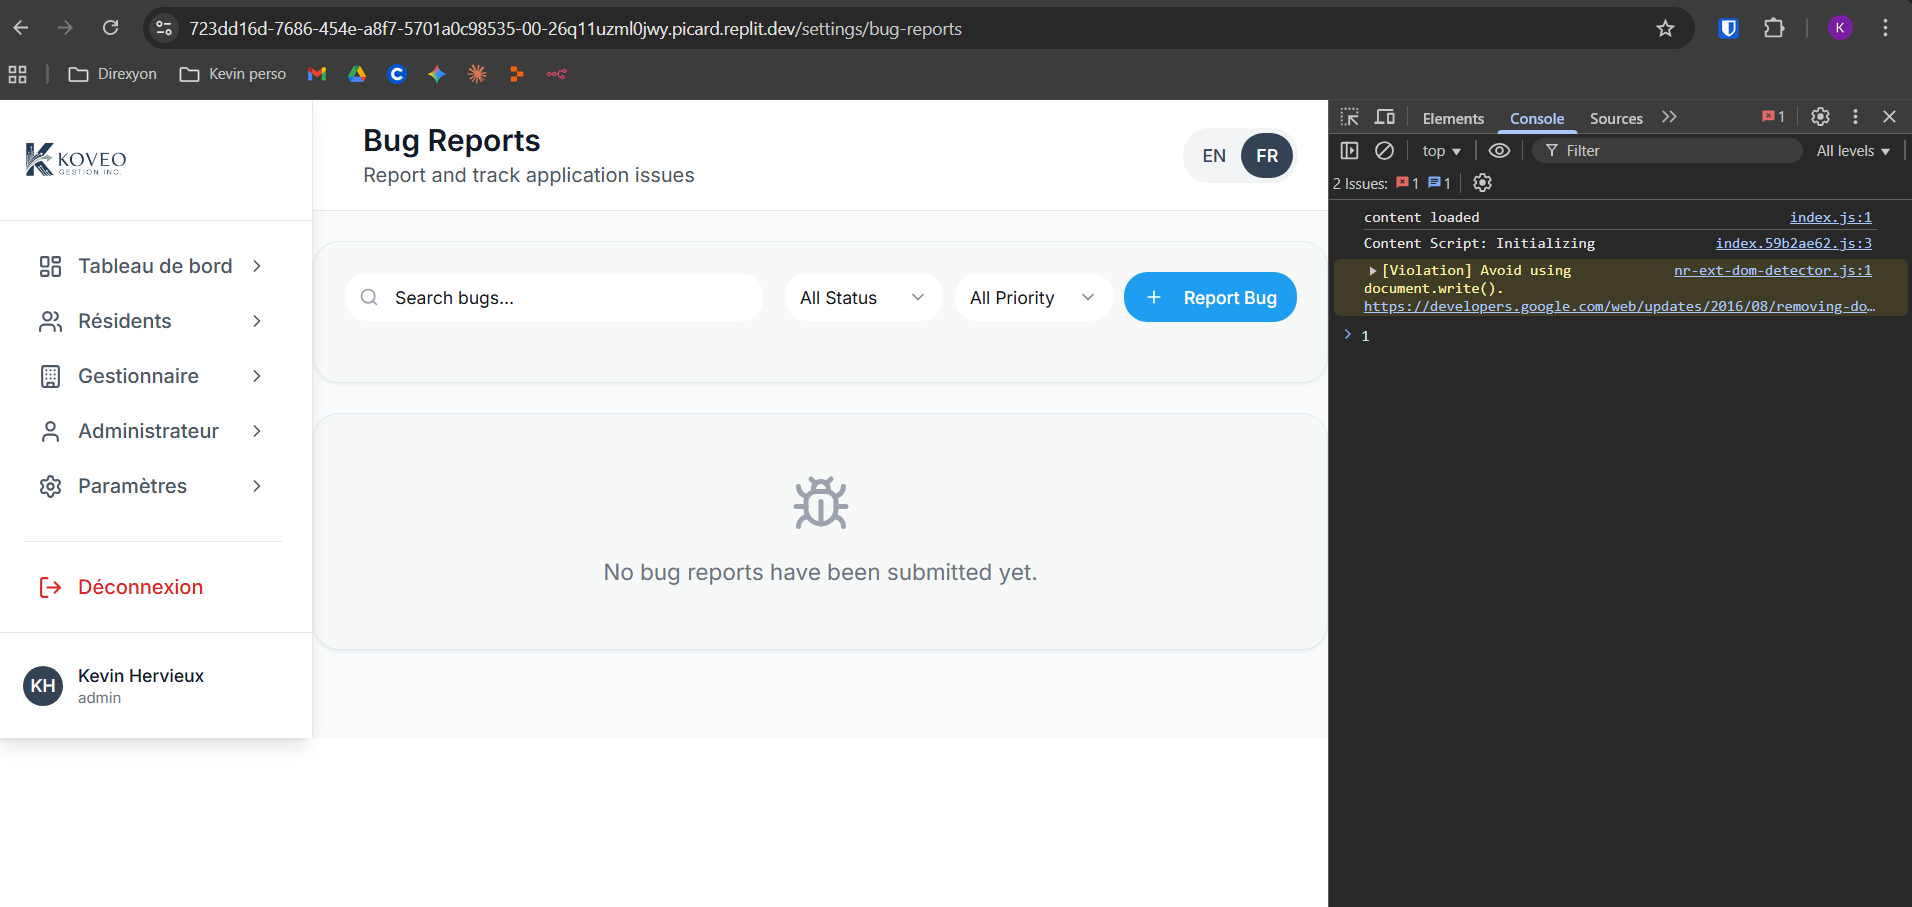 723dd16d-7686-454e-a8f7-5701a0c98535-00-26q11uzml0jwy.picard.replit.dev/settings/bug-reports
K
Direxyon
Kevin perso
KOVEO
GESTION INC.
Tableau de bord
Résidents
Gestionnaire
Administrateur
Paramètres
Déconnexion
KH
Kevin Hervieux
admin
Bug Reports
Report and track application issues
EN FR
Search bugs...
All Status
All Priority
+ Report Bug
No bug reports have been submitted yet.
Elements Console Sources 1
top Filter All levels
2 Issues: 1 1
content loaded index.js:1
Content Script: Initializing index.59b2ae62.js:3
[Violation] Avoid using nr-ext-dom-detector.js:1
document.write().
https://developers.google.com/web/updates/2016/08/removing-do…
> 1